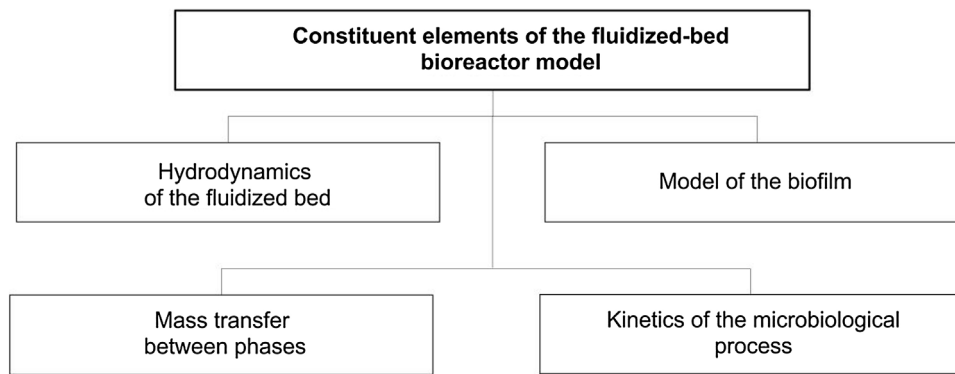 Constituent elements of the fluidized-bed
bioreactor model
Hydrodynamics
of the fluidized bed
Model of the biofilm
Mass transfer
between phases
Kinetics of the microbiological
process